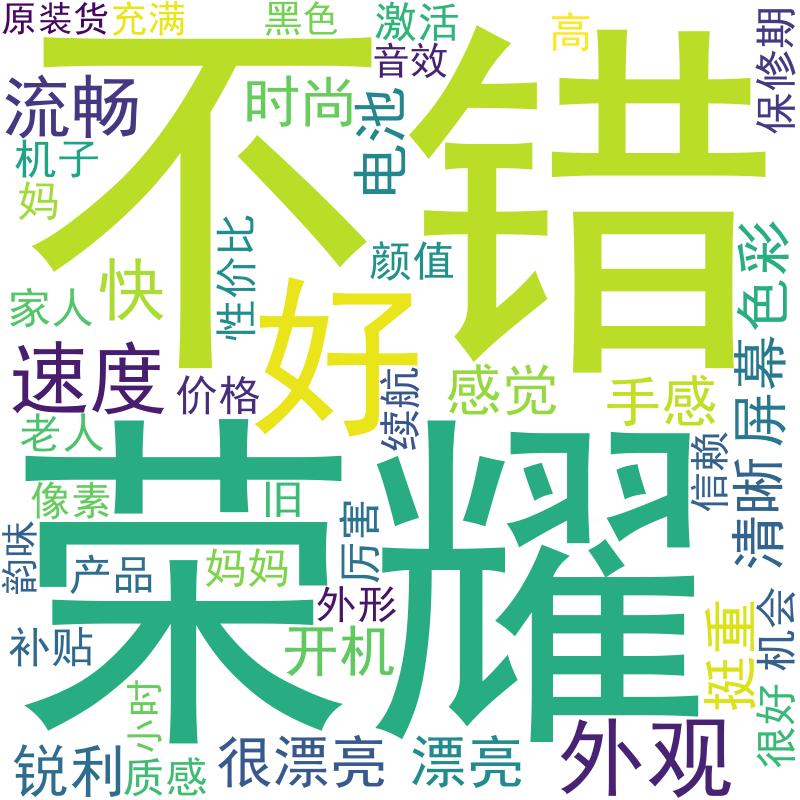 原装货
充满
黑色
激活
高
保修期
音效
不错
流畅
时尚
电池
机子
妈
颜值
性价比
色彩
快
家人
好
速度
价格
续航
感觉
手感
屏幕
老人
荣耀
信赖
清晰
像素
旧
厉害
韵味
产品
妈妈
外形
机会
补贴
开机
挺重
很好
小时
锐利
质感
很漂亮
漂亮
外观